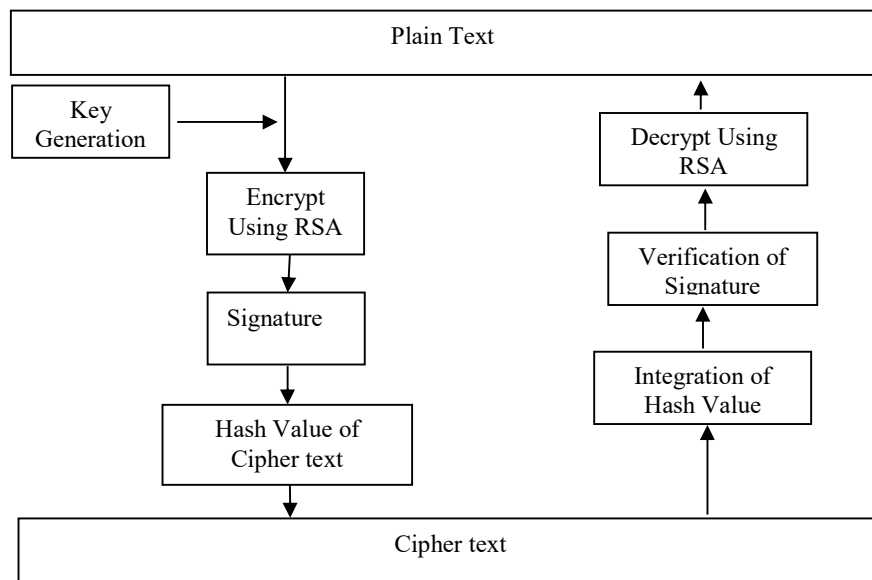 Plain Text
Key
Generation
Encrypt
Using RSA
Signature
Hash Value of
Cipher text
Decrypt Using
RSA
Verification of
Signature
Integration of
Hash Value
Cipher text